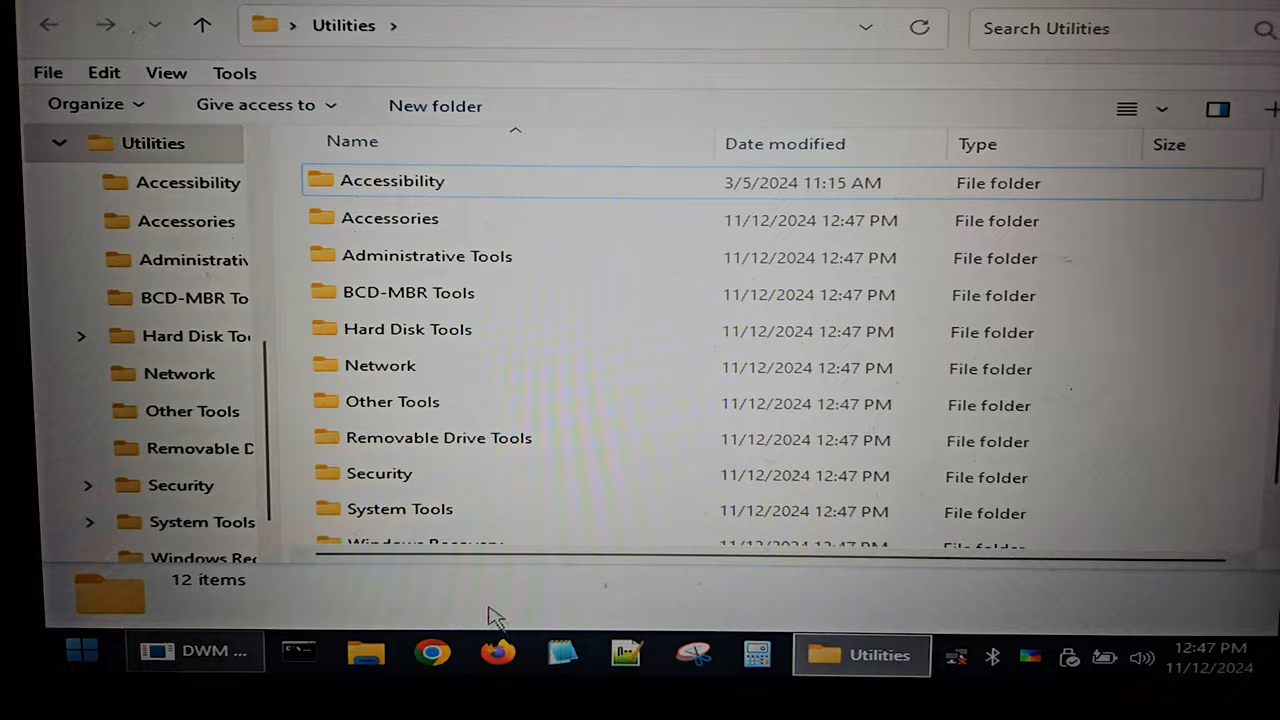 Utilities
Search Utilities
File Edit View Tools
Organize Give access to New folder
Utilities
Accessibility
Accessories
Administrativ
BCD-MBR To
Hard Disk To
Network
Other Tools
Removable D
Security
System Tools
Windows Rec
Name Date modified Type Size
Accessibility 3/5/2024 11:15 AM File folder
Accessories 11/12/2024 12:47 PM File folder
Administrative Tools 11/12/2024 12:47 PM File folder
BCD-MBR Tools 11/12/2024 12:47 PM File folder
Hard Disk Tools 11/12/2024 12:47 PM File folder
Network 11/12/2024 12:47 PM File folder
Other Tools 11/12/2024 12:47 PM File folder
Removable Drive Tools 11/12/2024 12:47 PM File folder
Security 11/12/2024 12:47 PM File folder
System Tools 11/12/2024 12:47 PM File folder
Windows Recovery 11/12/2024 12:47 PM File folder
12 items
DWM ... Utilities 12:47 PM
11/12/2024